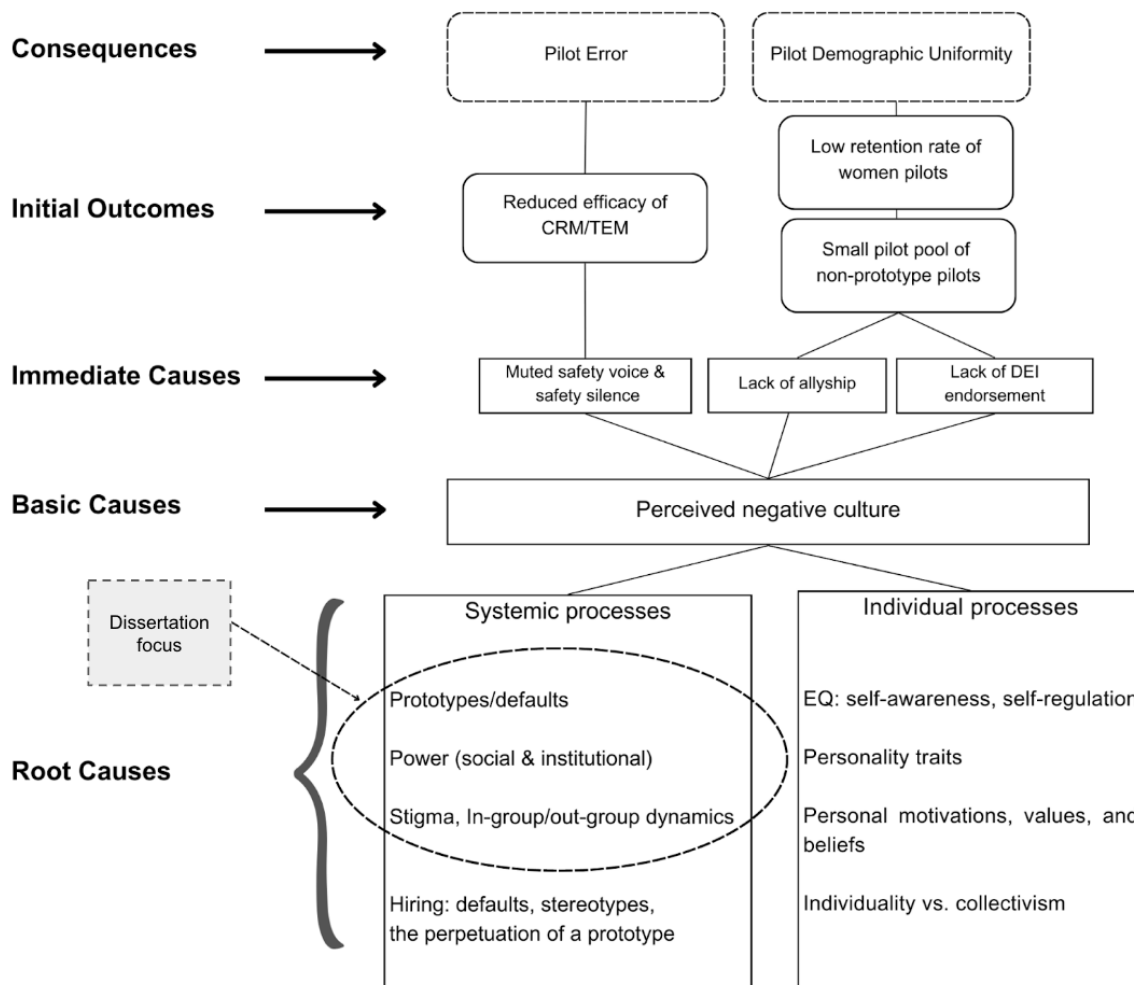 Consequences
Pilot Error
Pilot Demographic Uniformity
Low retention rate of
women pilots
Initial Outcomes
Reduced efficacy of
CRM/TEM
Small pilot pool of
non-prototype pilots
Immediate Causes
Muted safety voice &
safety silence
Lack of allyship
Lack of DEI
endorsement
Basic Causes
Perceived negative culture
Dissertation
focus
Root Causes
Systemic processes
Prototypes/defaults
Power (social & institutional)
Stigma, In-group/out-group dynamics
Hiring: defaults, stereotypes,
the perpetuation of a prototype
Individual processes
EQ: self-awareness, self-regulation
Personality traits
Personal motivations, values, and
beliefs
Individuality vs. collectivism